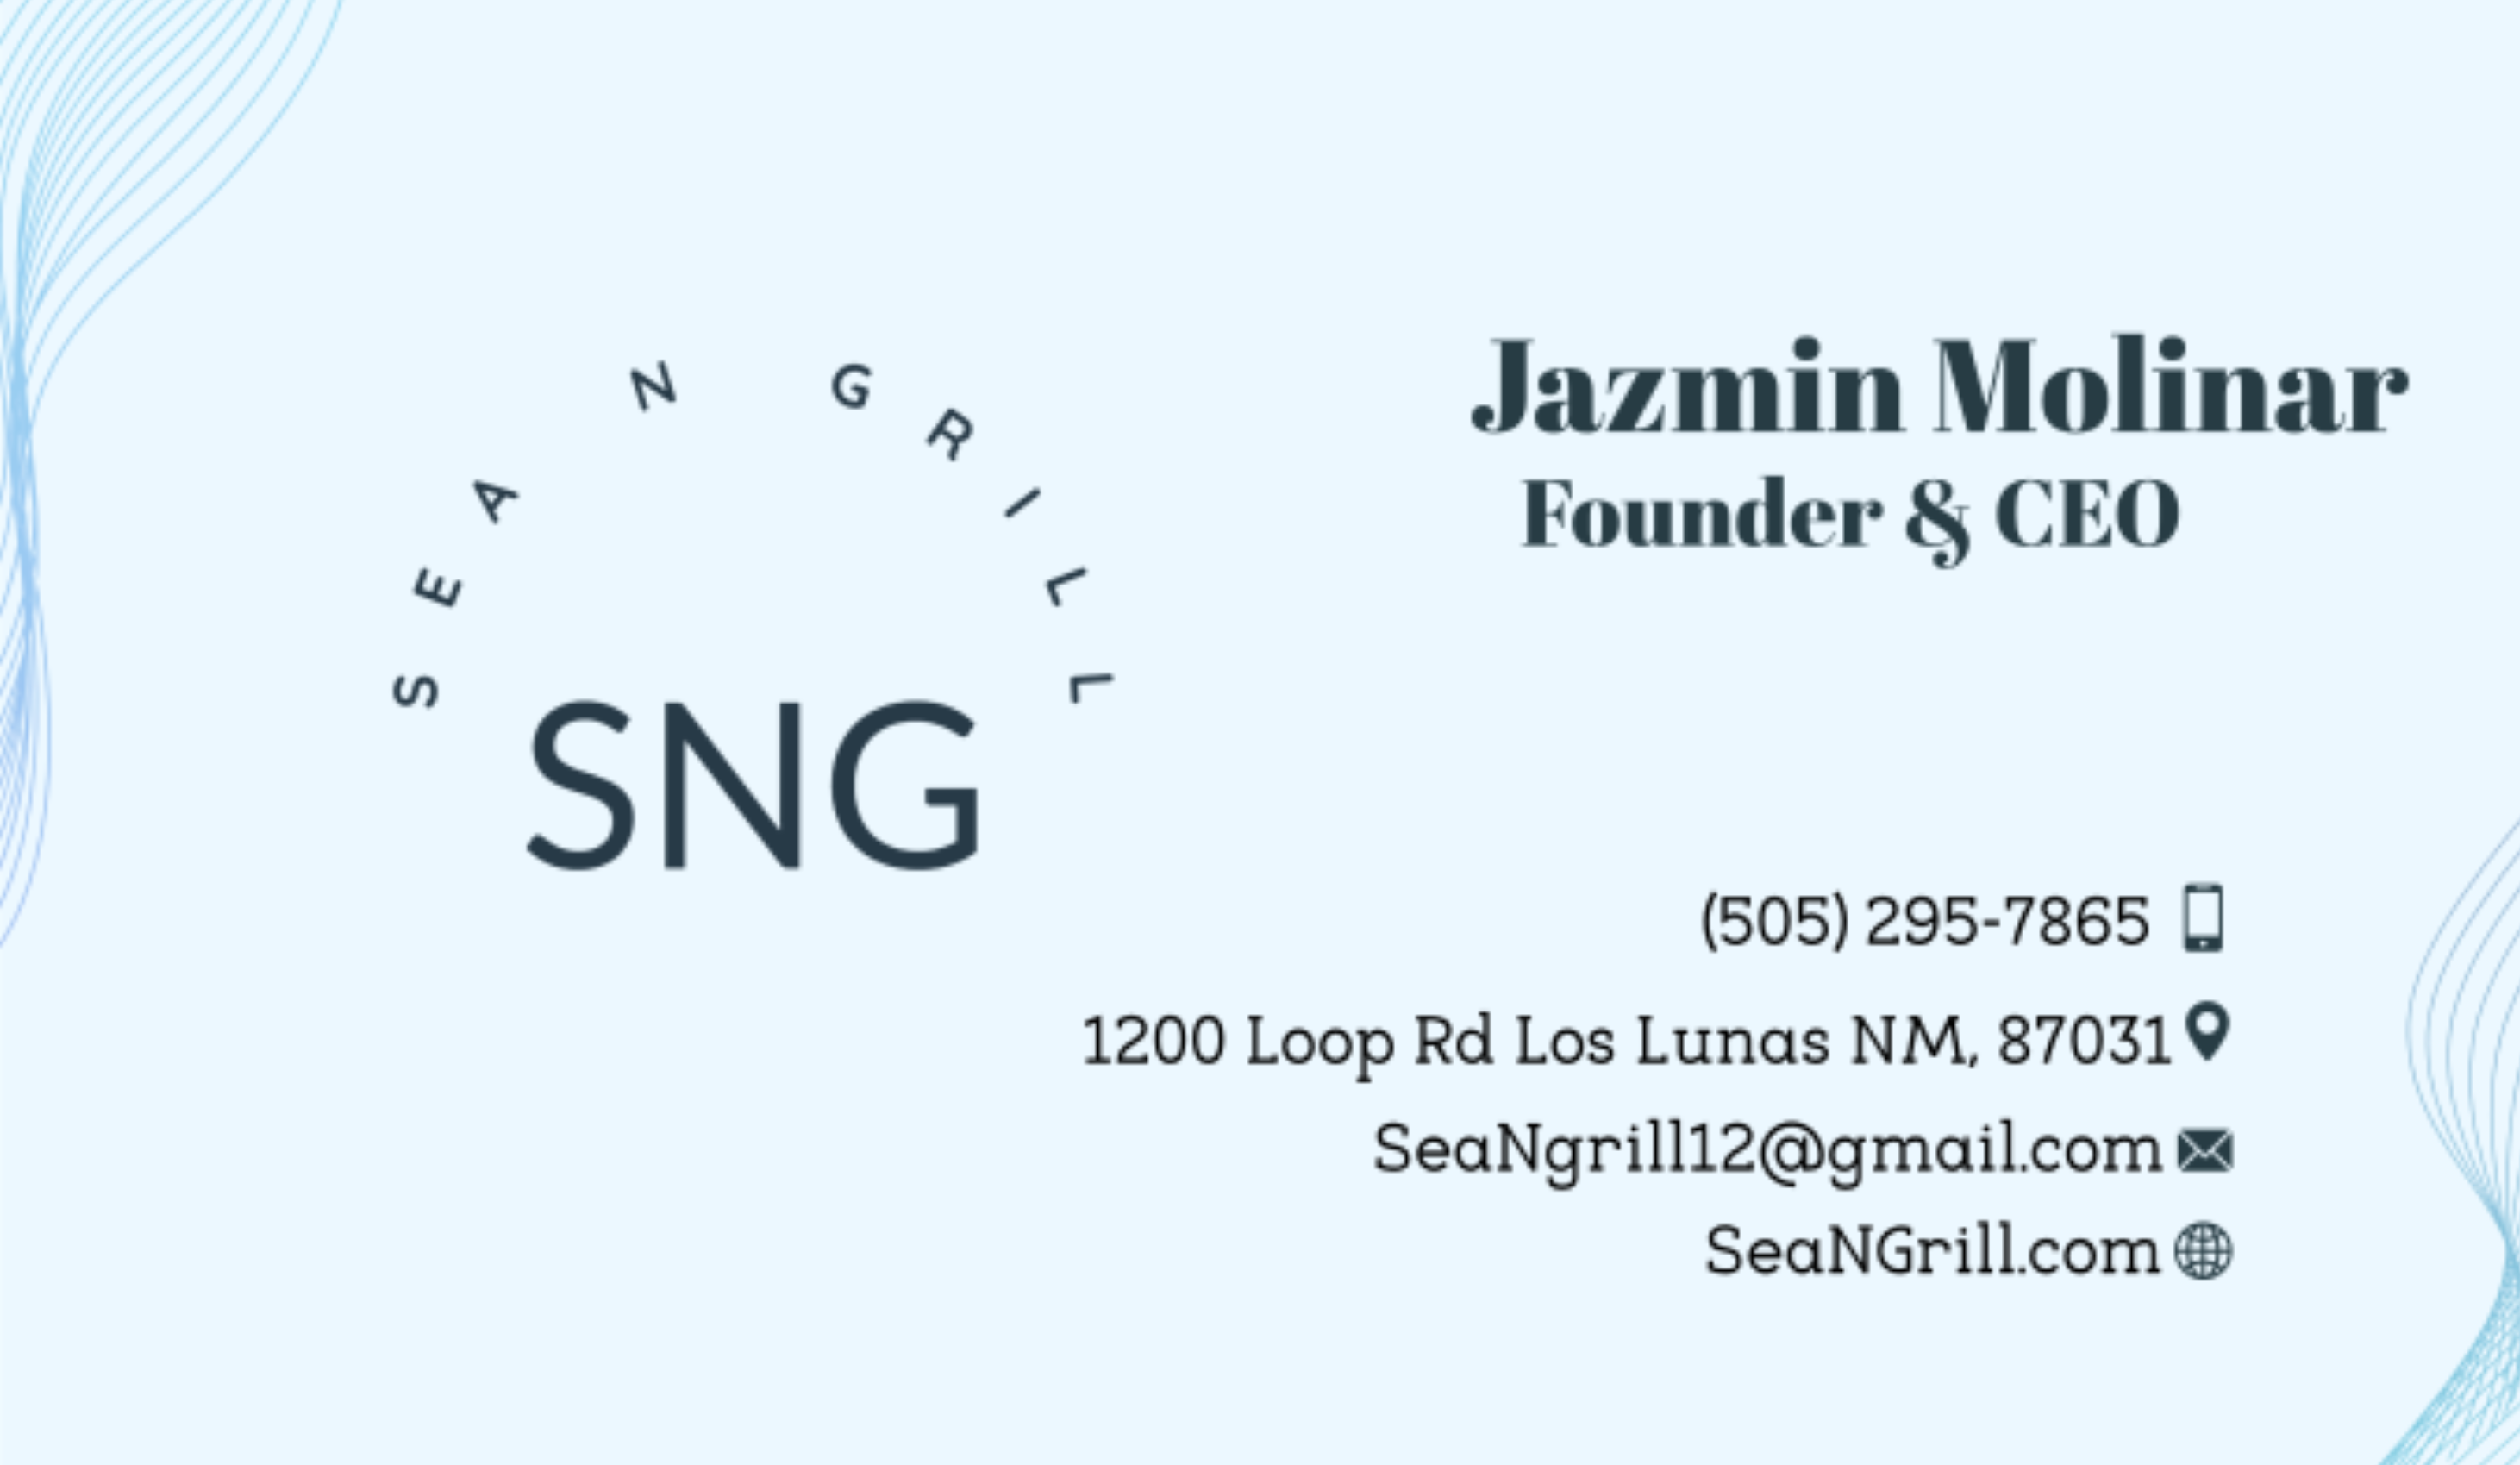 SEA N GRILL
SNG
Jazmin Molinar
Founder & CEO
(505) 295-7865
1200 Loop Rd Los Lunas NM, 87031
SeaNgrill12@gmail.com
SeaNGrill.com